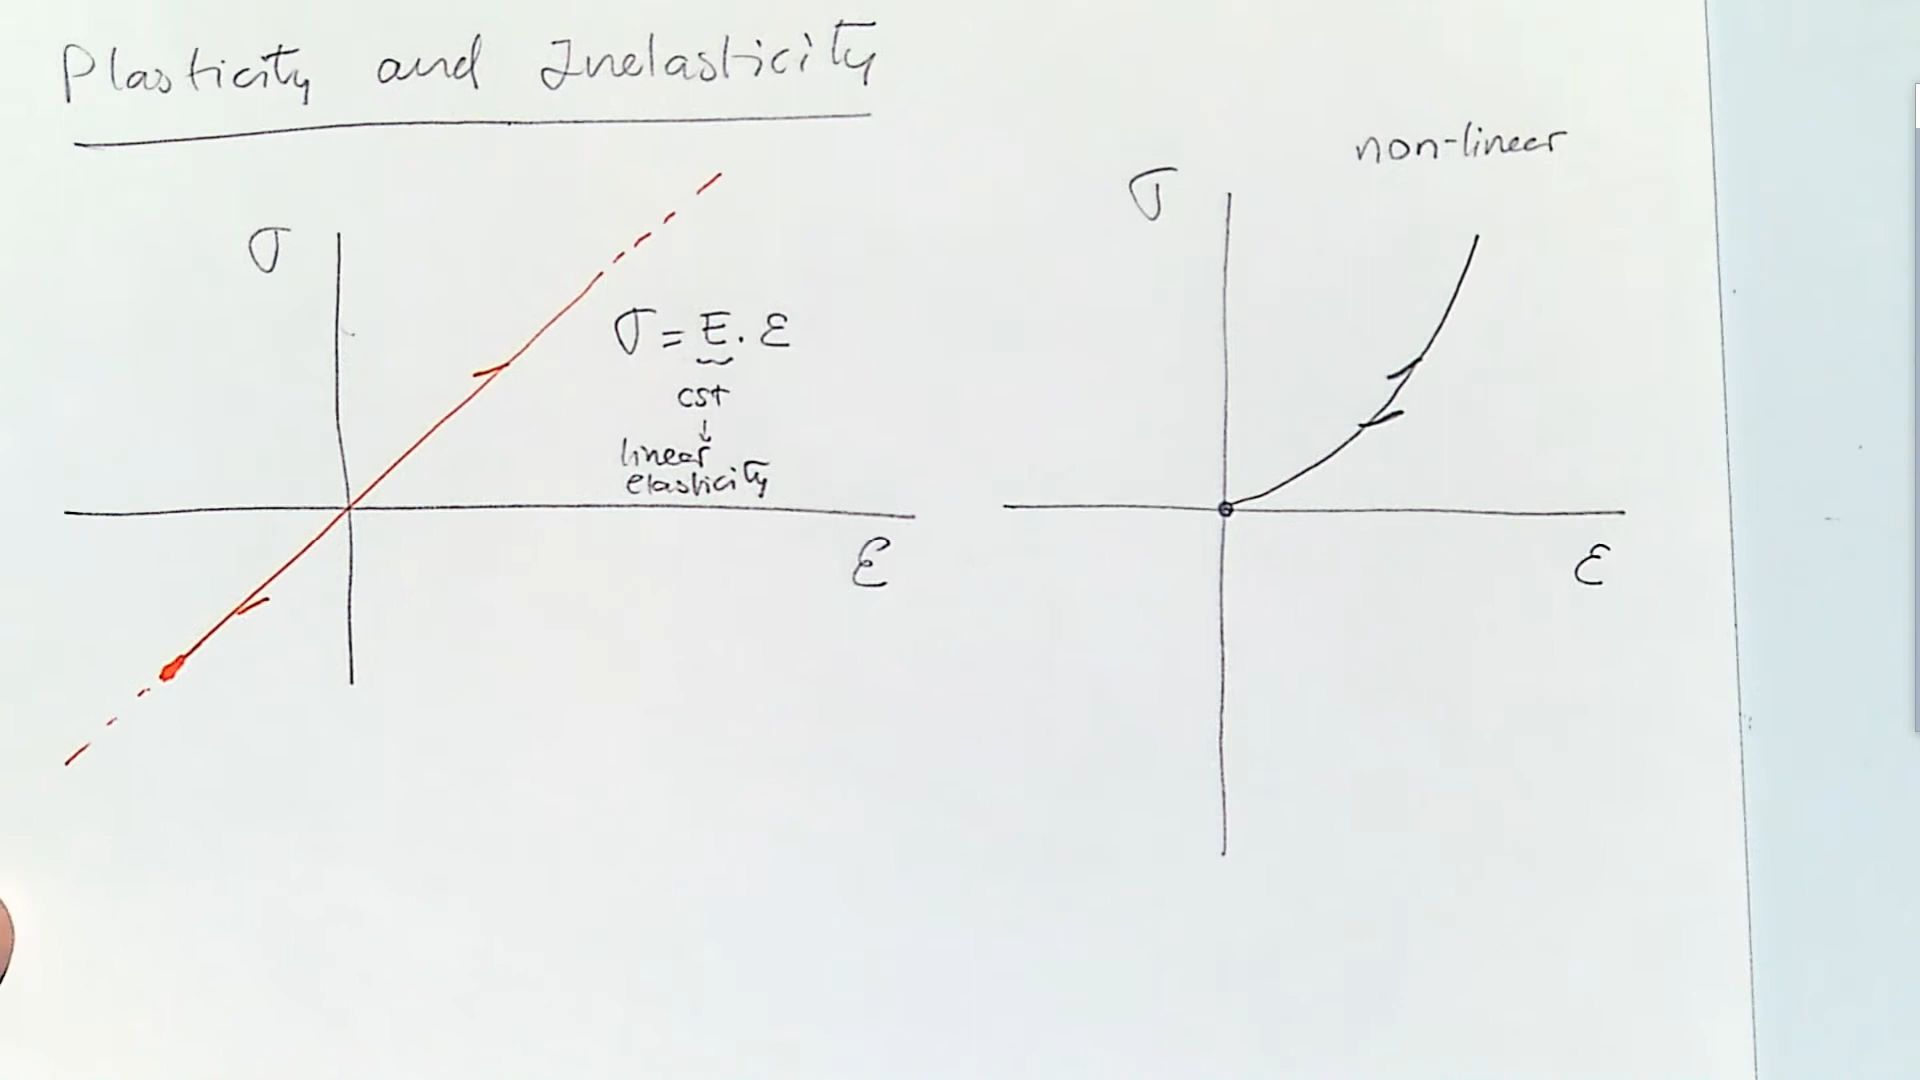 Plasticity and Inelasticity
σ
σ = E · ε
cst
↓
linear
elasticity
ε
non-linear
σ
ε